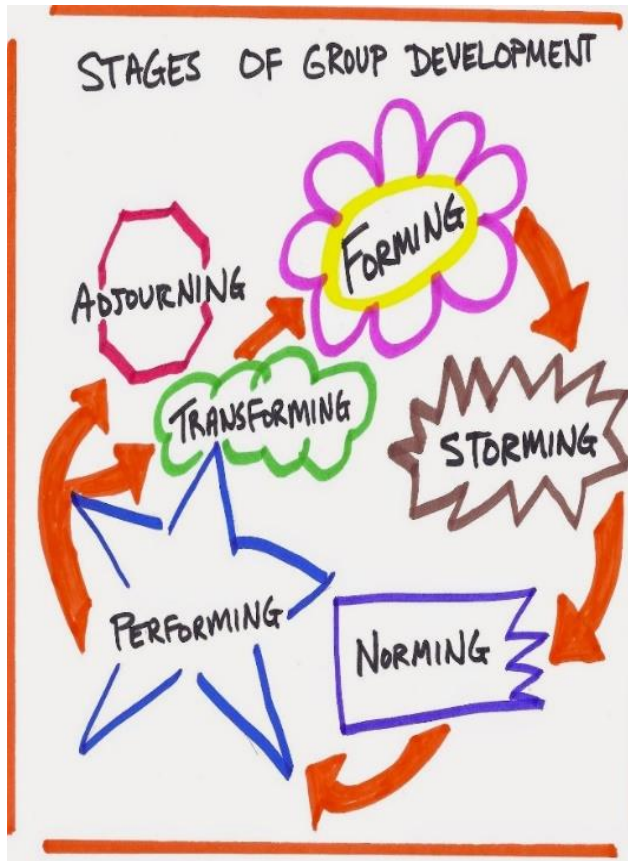 STAGES OF GROUP DEVELOPMENT
FORMING
STORMING
NORMING
PERFORMING
TRANSFORMING
ADJOURNING